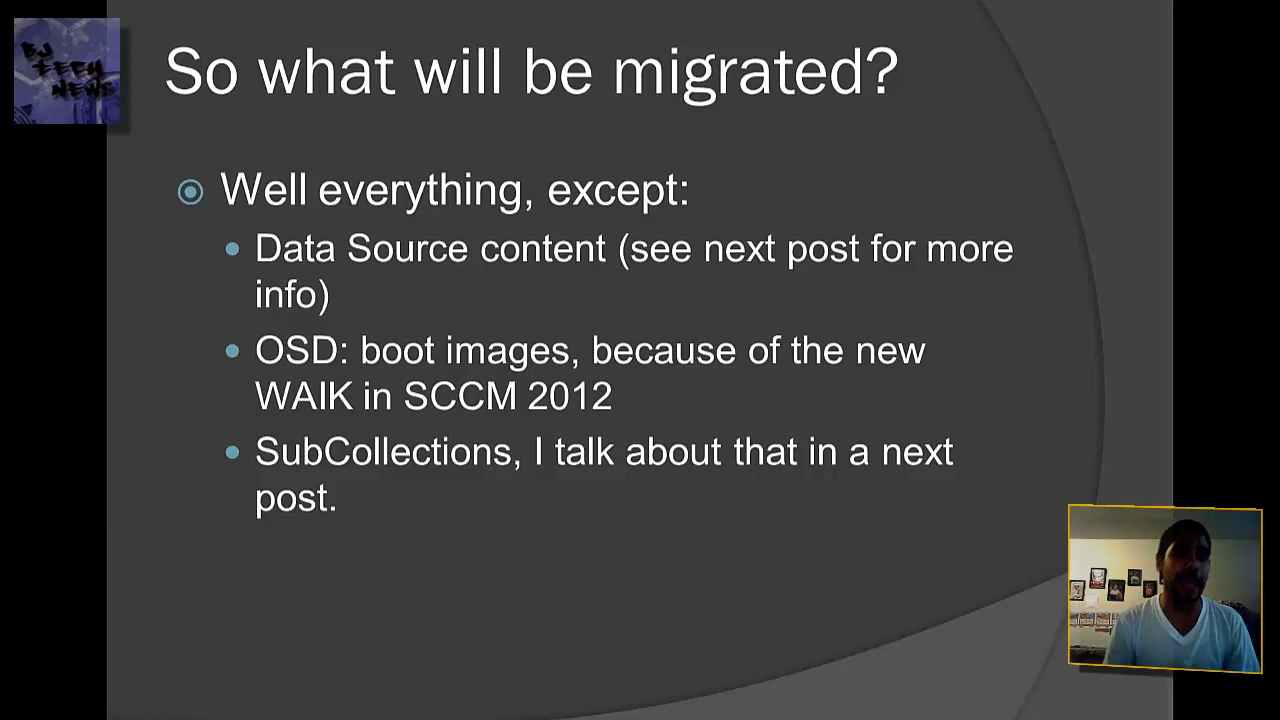 BJ
TECH
NEWS
So what will be migrated?
Well everything, except:
Data Source content (see next post for more
info)
OSD: boot images, because of the new
WAIK in SCCM 2012
SubCollections, I talk about that in a next
post.